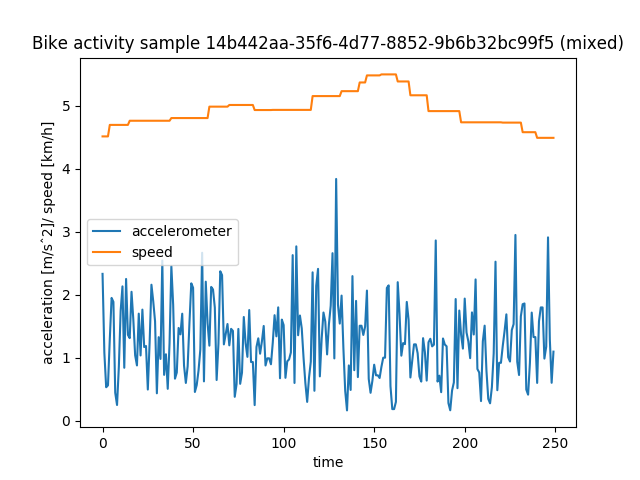 Bike activity sample 14b442aa-35f6-4d77-8852-9b6b32bc99f5 (mixed)
acceleration [m/s^2]/ speed [km/h]
5
4
3
2
1
0
accelerometer
speed
0 50 100 150 200 250
time